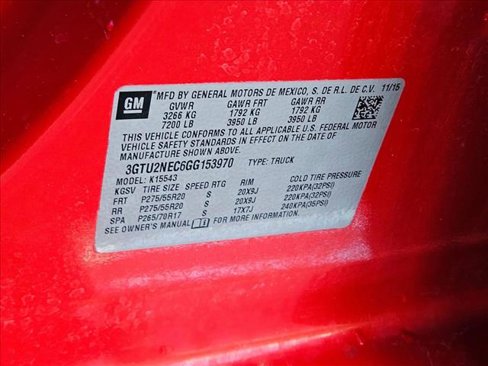 GM
MFD BY GENERAL MOTORS DE MEXICO, S. DE R.L. DE C.V. 11/15
GVWR GAWR FRT GAWR RR
3266 KG 1792 KG 1792 KG
7200 LB 3950 LB 3950 LB
THIS VEHICLE CONFORMS TO ALL APPLICABLE U.S. FEDERAL MOTOR
VEHICLE SAFETY STANDARDS IN EFFECT ON THE DATE OF
MANUFACTURE SHOWN ABOVE.
3GTU2NEC6GG153970 TYPE: TRUCK
MODEL: K15543
KGSV TIRE SIZE SPEED RTG RIM COLD TIRE PRESSURE
FRT P275/55R20 S 20X9J 220KPA(32PSI)
RR P275/55R20 S 20X9J 220KPA(32PSI)
SPA P265/70R17 S 17X7J 240KPA(35PSI)
SEE OWNER'S MANUAL FOR MORE INFORMATION.